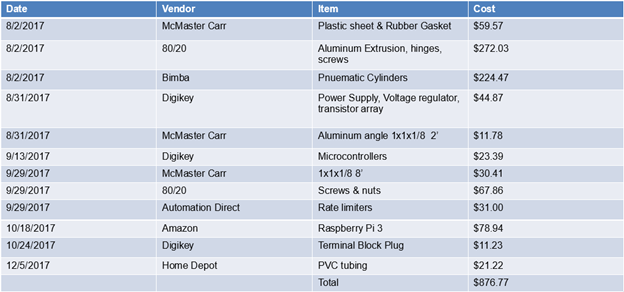 Date Vendor Item Cost
8/2/2017 McMaster Carr Plastic sheet & Rubber Gasket $59.57
8/2/2017 80/20 Aluminum Extrusion, hinges, $272.03
screws
8/2/2017 Bimba Pnuematic Cylinders $224.47
8/31/2017 Digikey Power Supply, Voltage regulator, $44.87
transistor array
8/31/2017 McMaster Carr Aluminum angle 1x1x1/8 2’ $11.78
9/13/2017 Digikey Microcontrollers $23.39
9/29/2017 McMaster Carr 1x1x1/8 8’ $30.41
9/29/2017 80/20 Screws & nuts $67.86
9/29/2017 Automation Direct Rate limiters $31.00
10/18/2017 Amazon Raspberry Pi 3 $78.94
10/24/2017 Digikey Terminal Block Plug $11.23
12/5/2017 Home Depot PVC tubing $21.22
Total $876.77